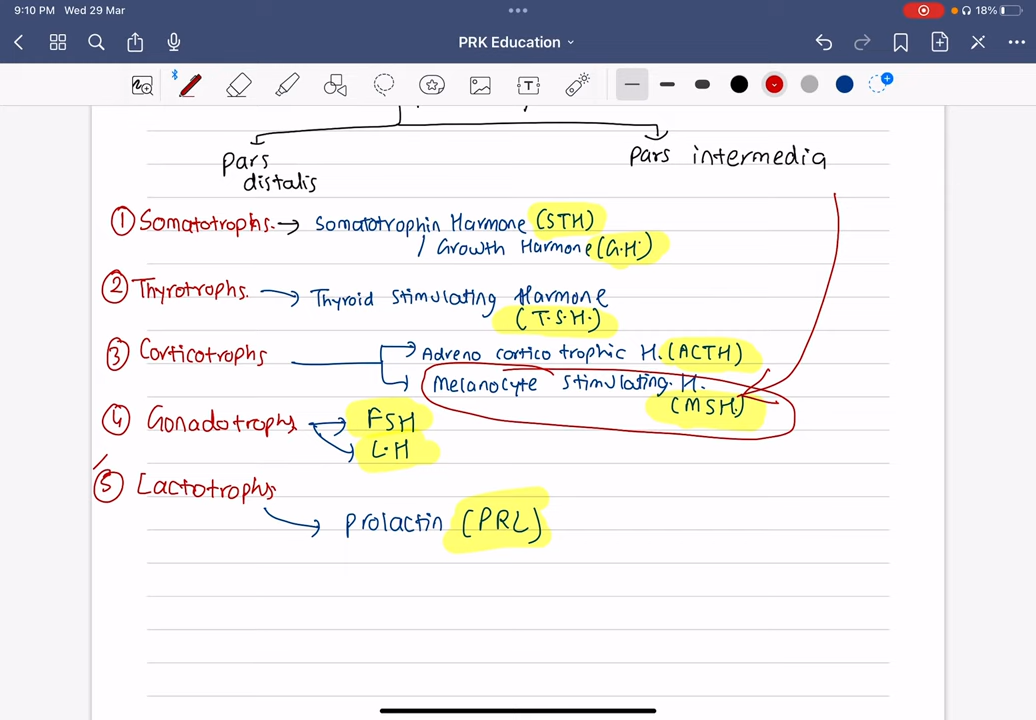 9:10 PM Wed 29 Mar
18%
PRK Education
T
Pars distalis
Pars intermedia
① Somatotrophs. → Somatotrophin Harmone (STH)
/ Growth Harmone (G.H.)
② Thyrotrophs. → Thyroid stimulating Harmone
(T.S.H.)
③ Corticotrophs → Adreno cortico trophic H. (ACTH)
→ Melanocyte stimulating. H.
(MSH.)
④ Gonadotrophs → FSH
→ L.H
⑤ Lactotrophs
→ Prolactin (PRL)